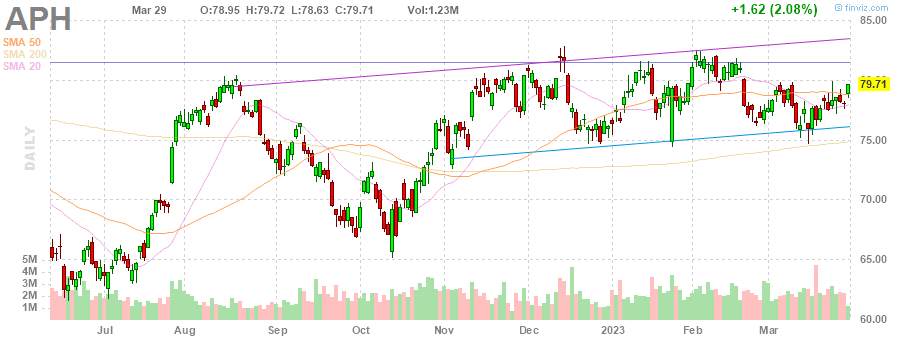 APH Mar 29 O:78.95 H:79.72 L:78.63 C:79.71 Vol:1.23M +1.62 (2.08%) © finviz.com
SMA 50
SMA 200
SMA 20
85.00
80.00
79.71
75.00
70.00
65.00
60.00
DAILY
5M
4M
3M
2M
1M
Jul Aug Sep Oct Nov Dec 2023 Feb Mar